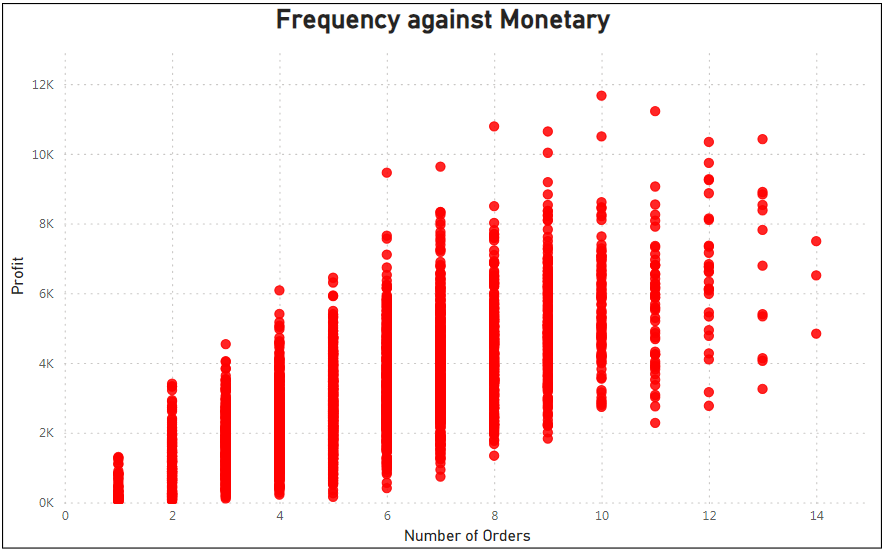 Frequency against Monetary
12K
10K
8K
6K
4K
2K
0K
Profit
0 2 4 6 8 10 12 14
Number of Orders